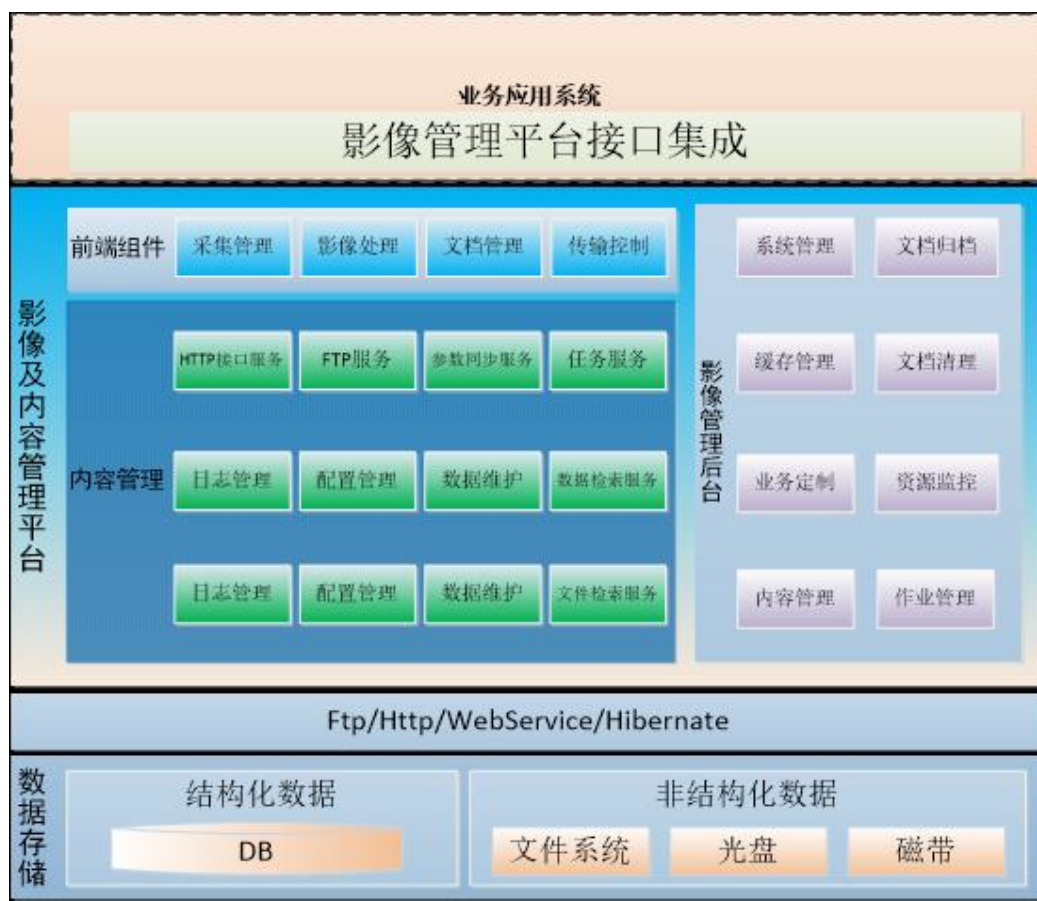 业务应用系统
影像管理平台接口集成
影像及内容管理平台
前端组件
采集管理
影像处理
文档管理
传输控制
内容管理
HTTP接口服务
FTP服务
参数同步服务
任务服务
日志管理
配置管理
数据维护
数据检索服务
日志管理
配置管理
数据维护
文件检索服务
影像管理后台
系统管理
文档归档
缓存管理
文档清理
业务定制
资源监控
内容管理
作业管理
Ftp/Http/WebService/Hibernate
数据存储
结构化数据
DB
非结构化数据
文件系统
光盘
磁带